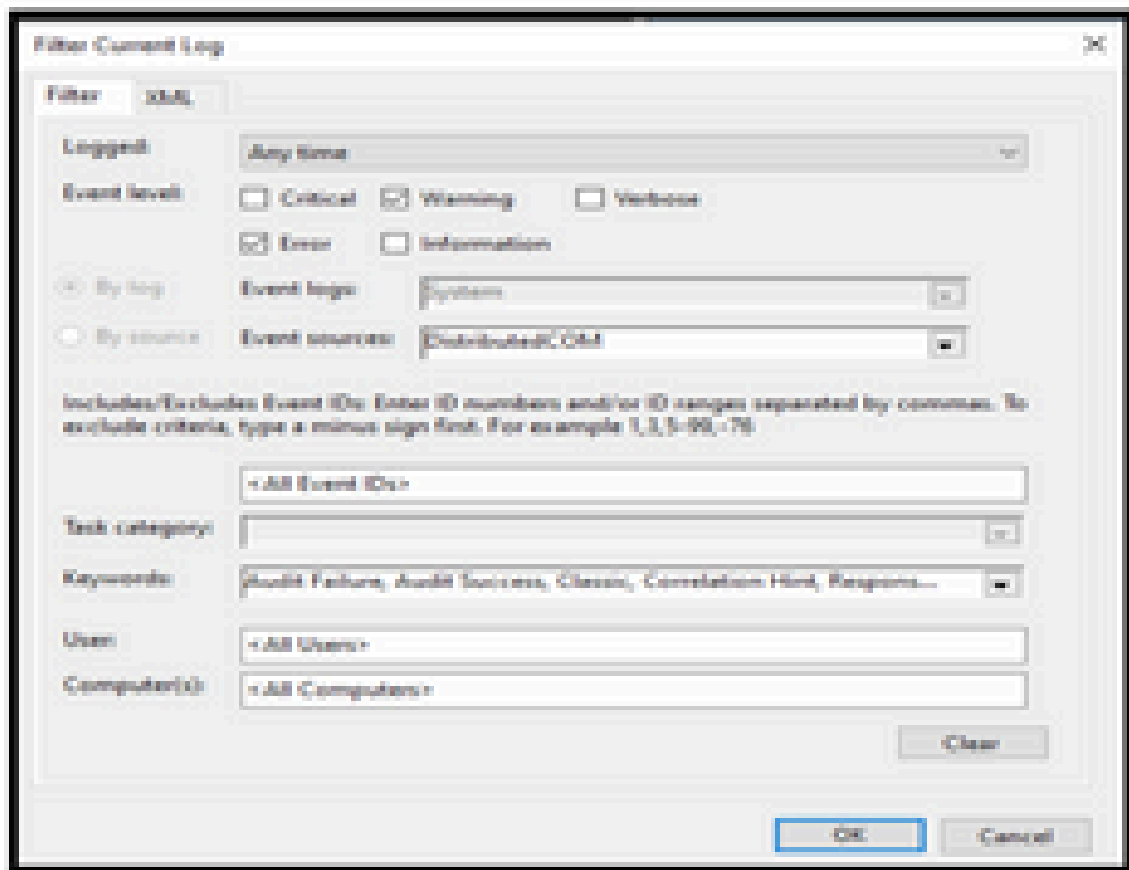 Filter Current Log
Filter XML
Logged: Any time
Event level: Critical Warning Verbose
Error Information
By log Event logs: System
By source Event sources: DistributedCOM
Includes/Excludes Event IDs: Enter ID numbers and/or ID ranges separated by commas. To
exclude criteria, type a minus sign first. For example 1,3,5-99,-76
<All Event IDs>
Task category:
Keywords: Audit Failure, Audit Success, Classic, Correlation Hint, Respons...
User: <All Users>
Computer(s): <All Computers>
Clear
OK Cancel